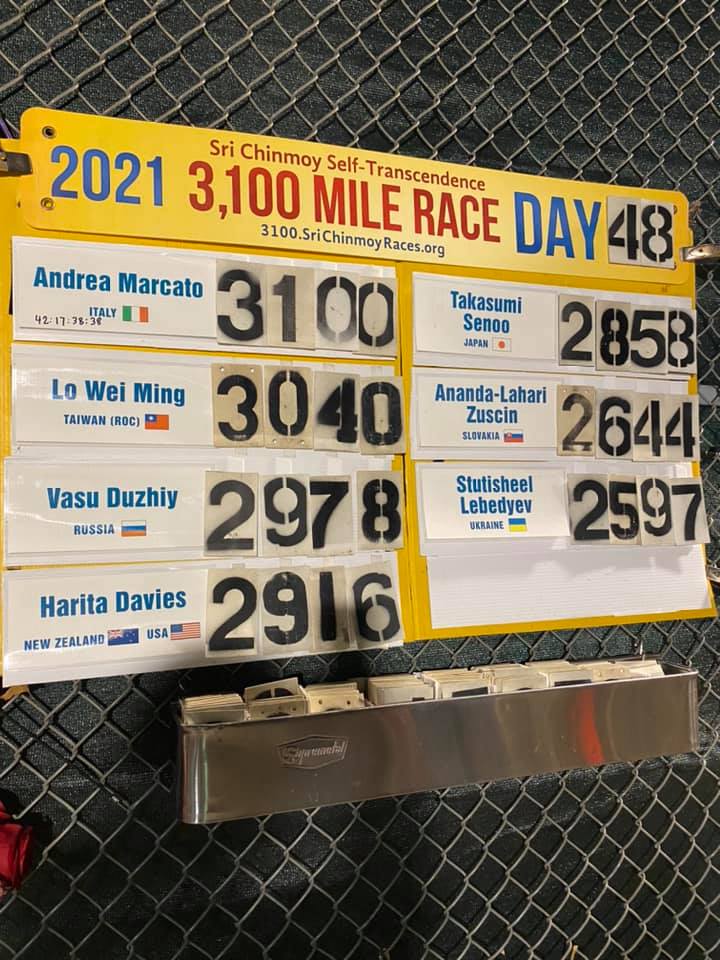 Sri Chinmoy Self-Transcendence
2021 3,100 MILE RACE DAY 48
3100.SriChinmoyRaces.org
Andrea Marcato 3100
ITALY
42:17:38:38
Lo Wei Ming 3040
TAIWAN (ROC)
Vasu Duzhiy 2978
RUSSIA
Harita Davies 2916
NEW ZEALAND USA
Takasumi
Senoo 2858
JAPAN
Ananda-Lahari
Zuscin 2644
SLOVAKIA
Stutisheel
Lebedyev 2597
UKRAINE